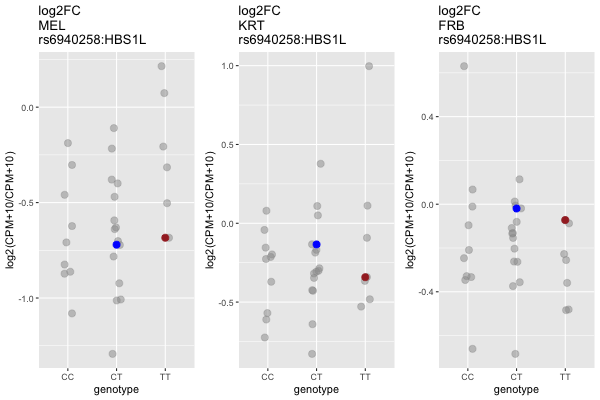 log2FC
MEL
rs6940258:HBS1L
log2(CPM+10/CPM+10)
0.0
-0.5
-1.0
CC CT TT
genotype
log2FC
KRT
rs6940258:HBS1L
log2(CPM+10/CPM+10)
1.0
0.5
0.0
-0.5
CC CT TT
genotype
log2FC
FRB
rs6940258:HBS1L
log2(CPM+10/CPM+10)
0.4
0.0
-0.4
CC CT TT
genotype